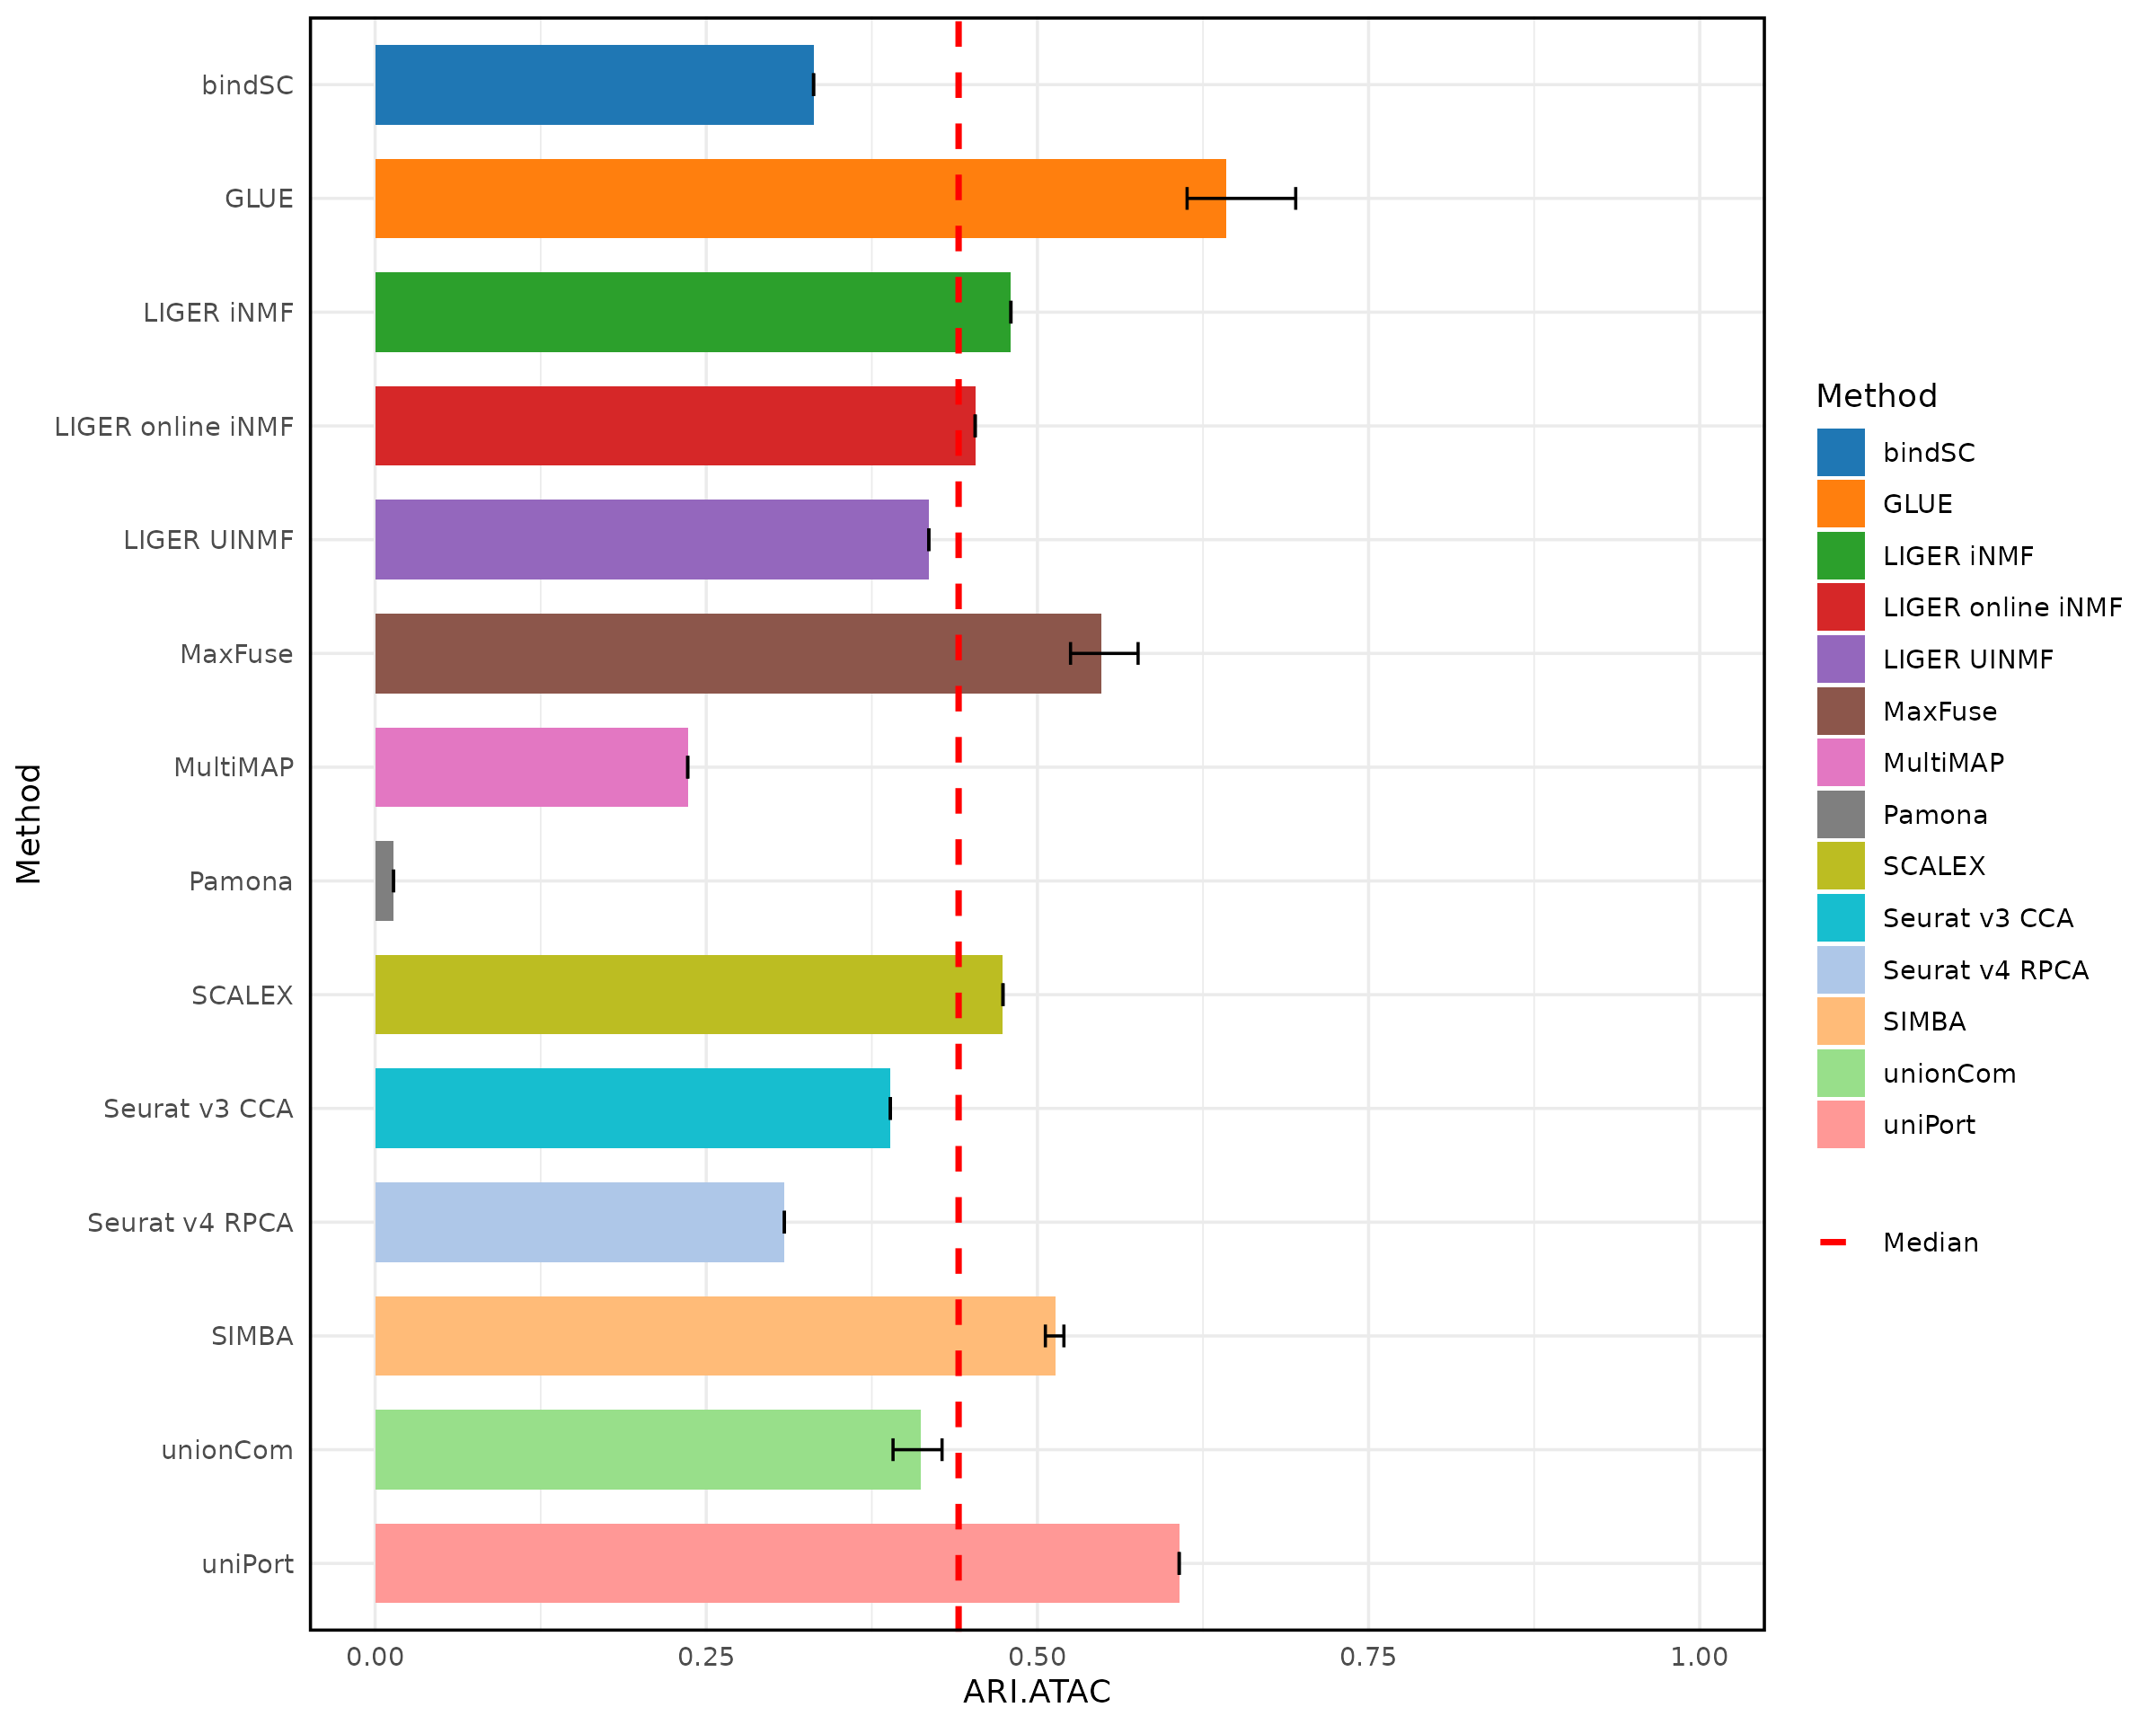 bindSC
GLUE
LIGER iNMF
LIGER online iNMF
LIGER UINMF
MaxFuse
MultiMAP
Pamona
SCALEX
Seurat v3 CCA
Seurat v4 RPCA
SIMBA
unionCom
uniPort
Method
0.00 0.25 0.50 0.75 1.00
ARI.ATAC
Method
bindSC
GLUE
LIGER iNMF
LIGER online iNMF
LIGER UINMF
MaxFuse
MultiMAP
Pamona
SCALEX
Seurat v3 CCA
Seurat v4 RPCA
SIMBA
unionCom
uniPort
Median